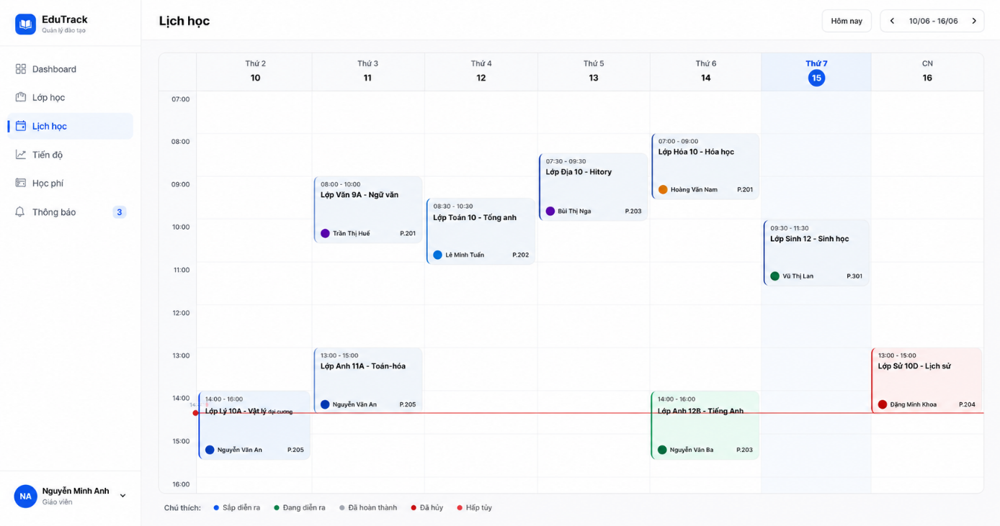 EduTrack
Quản lý đào tạo
Dashboard
Lớp học
Lịch học
Tiến độ
Học phí
Thông báo 3
NA
Nguyễn Minh Anh
Giáo viên
Lịch học
Hôm nay
10/06 - 16/06
Thứ 2 Thứ 3 Thứ 4 Thứ 5 Thứ 6 Thứ 7 CN
10 11 12 13 14 15 16
07:00
08:00
09:00
10:00
11:00
12:00
13:00
14:00
15:00
16:00
14:00 - 16:00
Lớp Lý 10A - Vật lý đại cương
Nguyễn Văn An P.205
08:00 - 10:00
Lớp Văn 9A - Ngữ văn
Trần Thị Huế P.201
13:00 - 15:00
Lớp Anh 11A - Toán-hóa
Nguyễn Văn An P.205
08:30 - 10:30
Lớp Toán 10 - Tống anh
Lê Minh Tuấn P.202
07:30 - 09:30
Lớp Địa 10 - Hitory
Bùi Thị Nga P.203
07:00 - 09:00
Lớp Hóa 10 - Hóa học
Hoàng Văn Nam P.201
14:00 - 16:00
Lớp Anh 12B - Tiếng Anh
Nguyễn Văn Ba P.203
09:30 - 11:30
Lớp Sinh 12 - Sinh học
Vũ Thị Lan P.301
13:00 - 15:00
Lớp Sử 10D - Lịch sử
Đặng Minh Khoa P.204
Chú thích: Sắp diễn ra Đang diễn ra Đã hoàn thành Đã hủy Hấp tủy